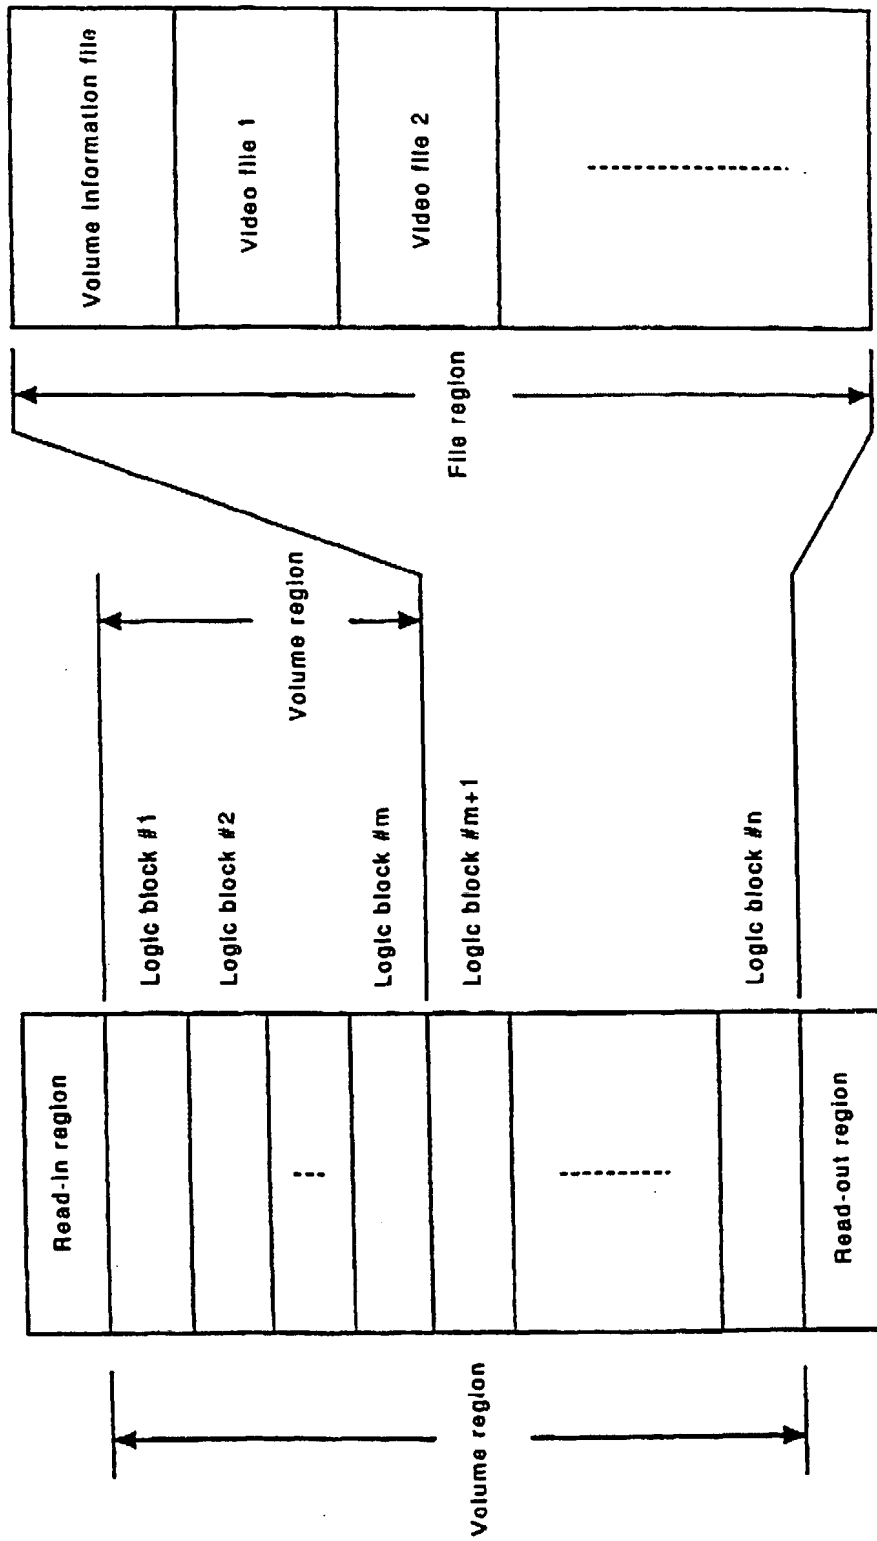 Read-in region
Logic block #1
Logic block #2
Logic block #m
Logic block #m+1
Logic block #n
Read-out region
Volume region
Volume region
File region
Volume information file
Video file 1
Video file 2